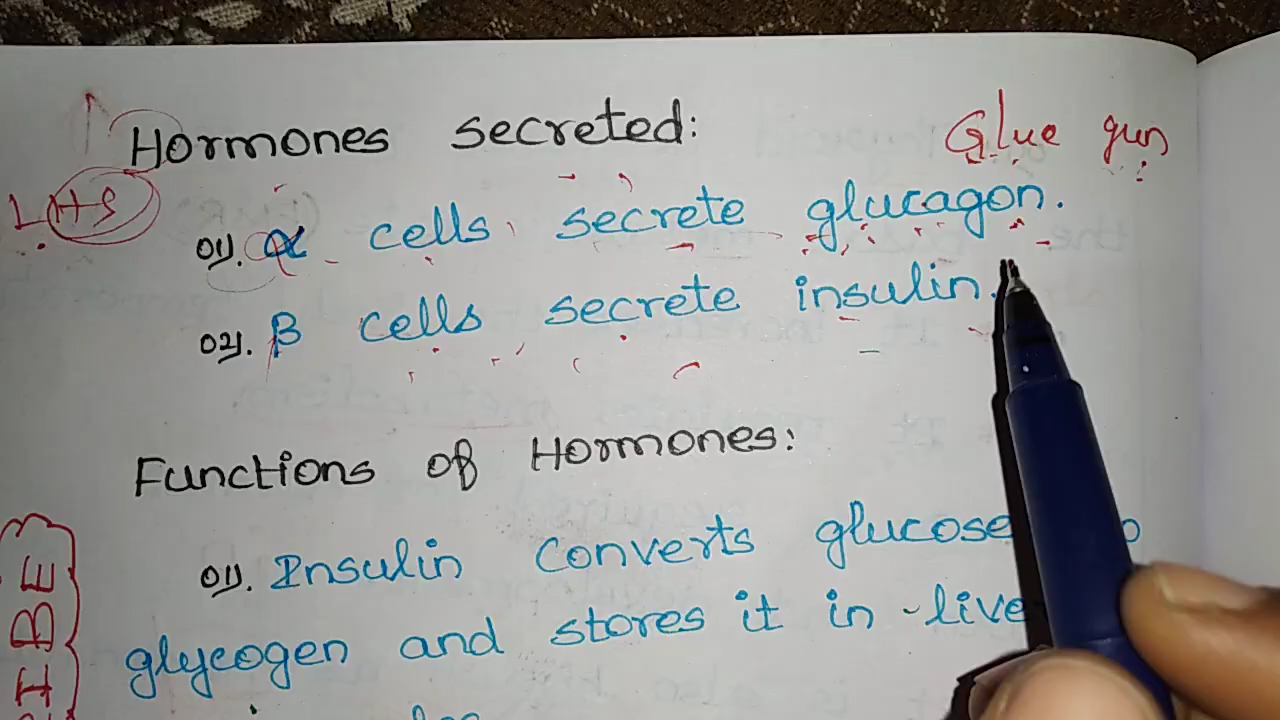 Hormones secreted:
Glue gun
LHS
01). α cells secrete glucagon.
02). β cells secrete insulin.
Functions of Hormones:
01). Insulin converts glucose
glycogen and stores it in live
IBE